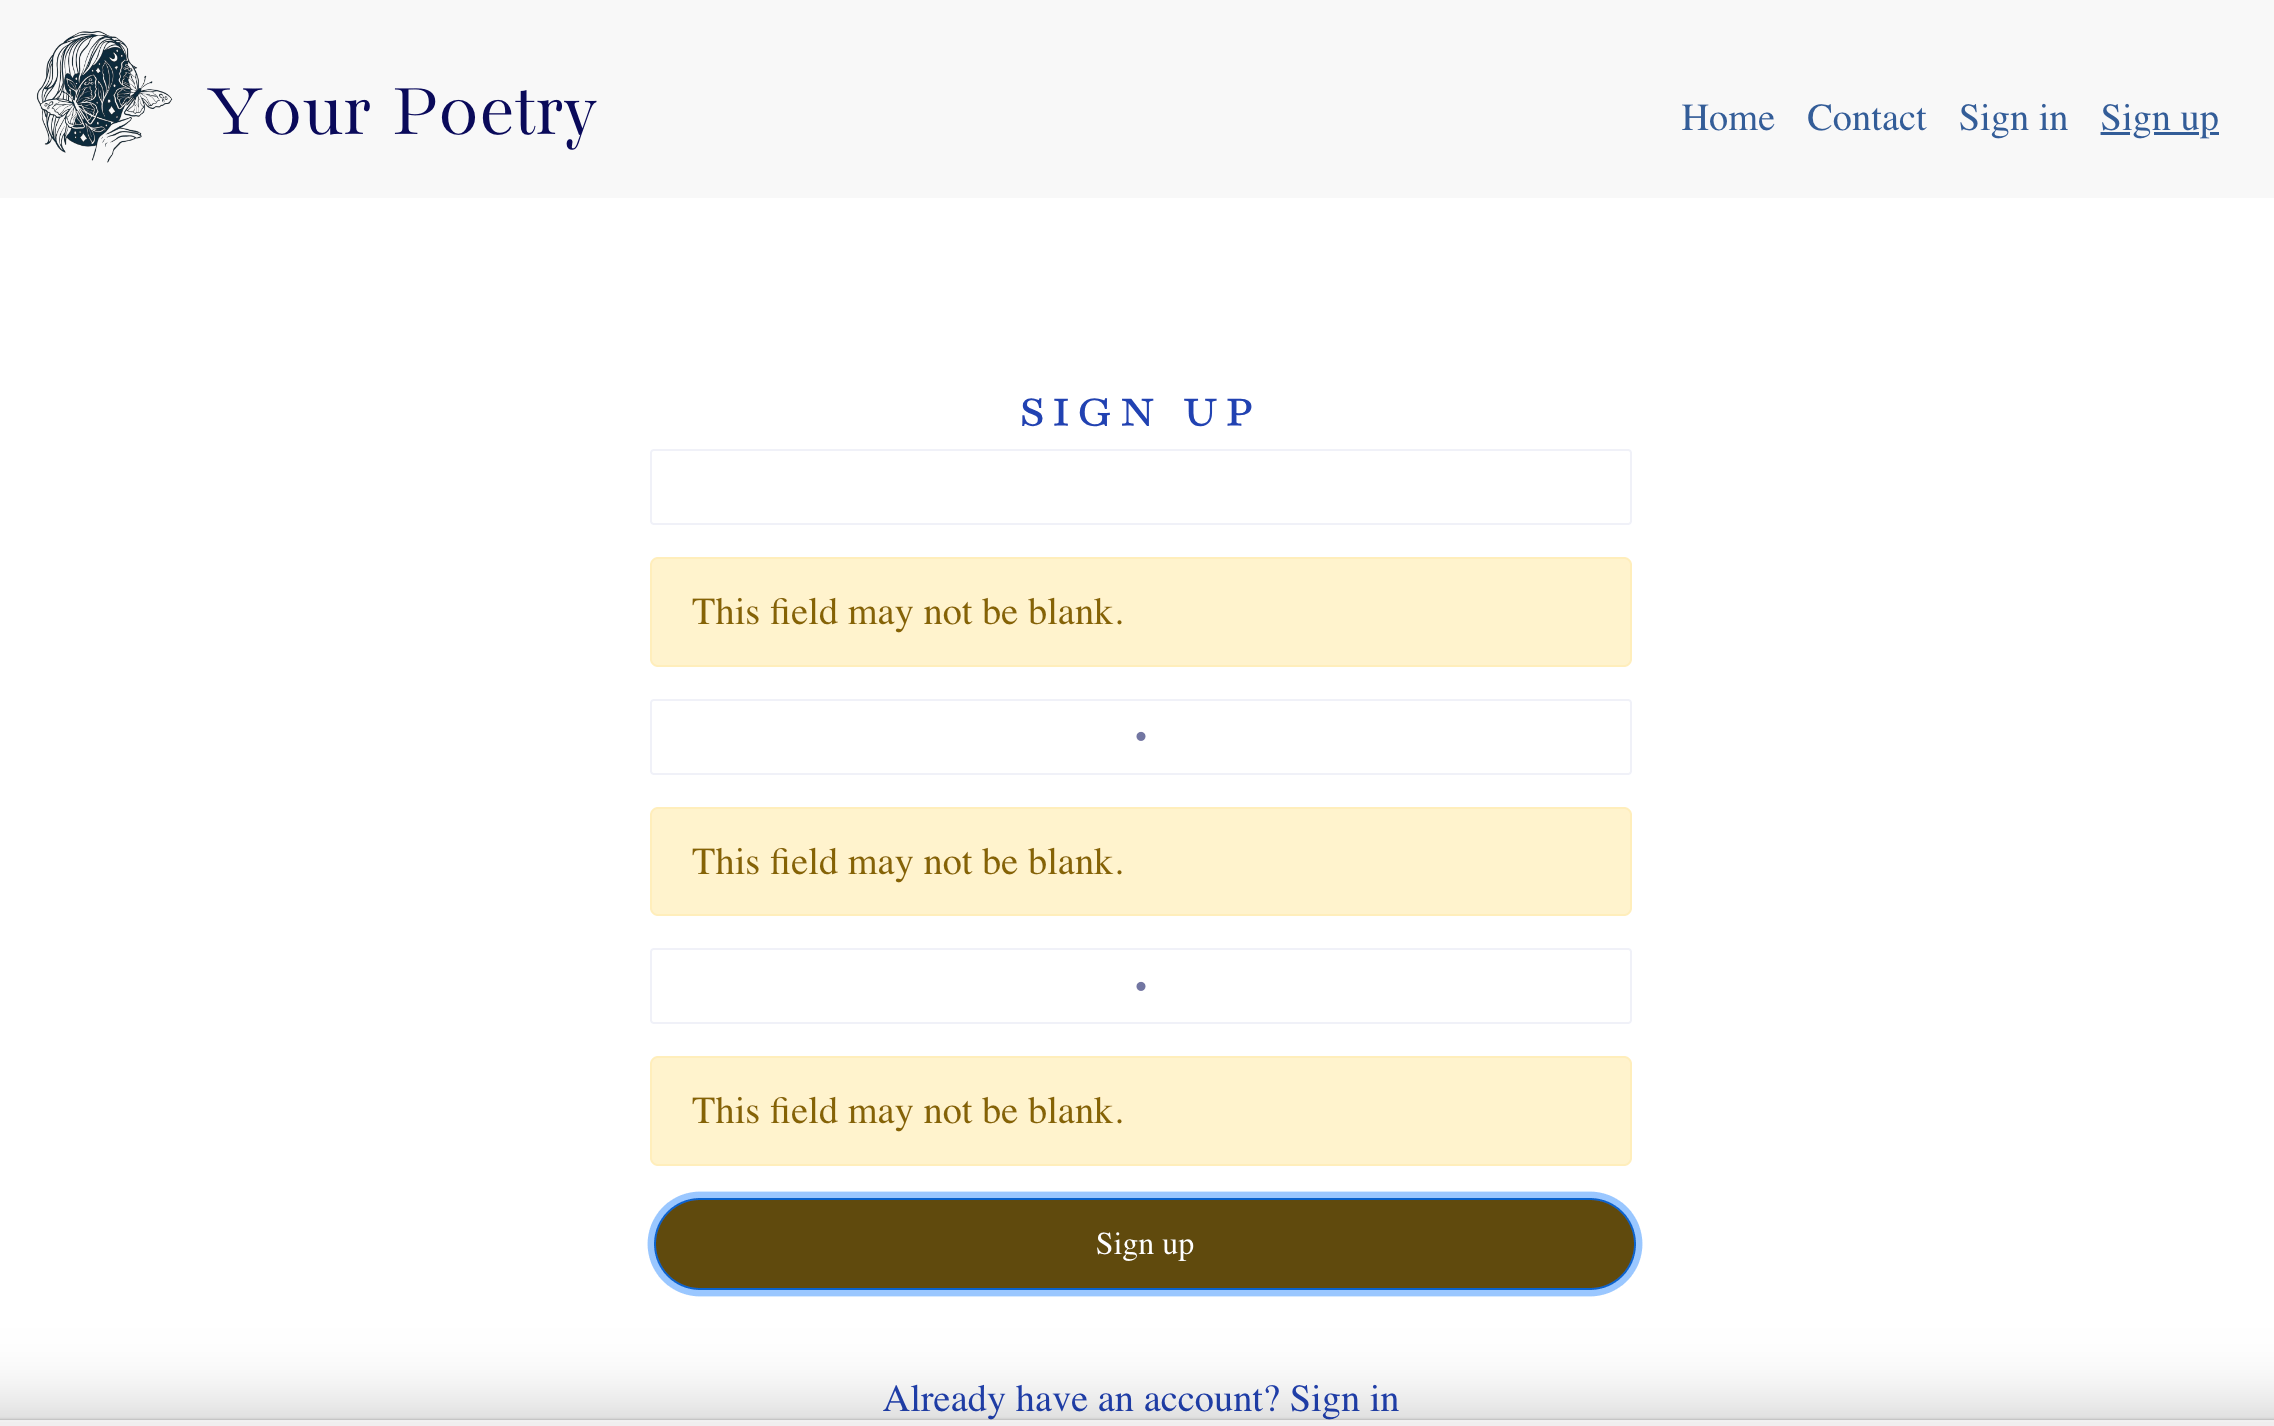 Your Poetry
Home Contact Sign in Sign up
SIGN UP
This field may not be blank.
•
This field may not be blank.
•
This field may not be blank.
Sign up
Already have an account? Sign in